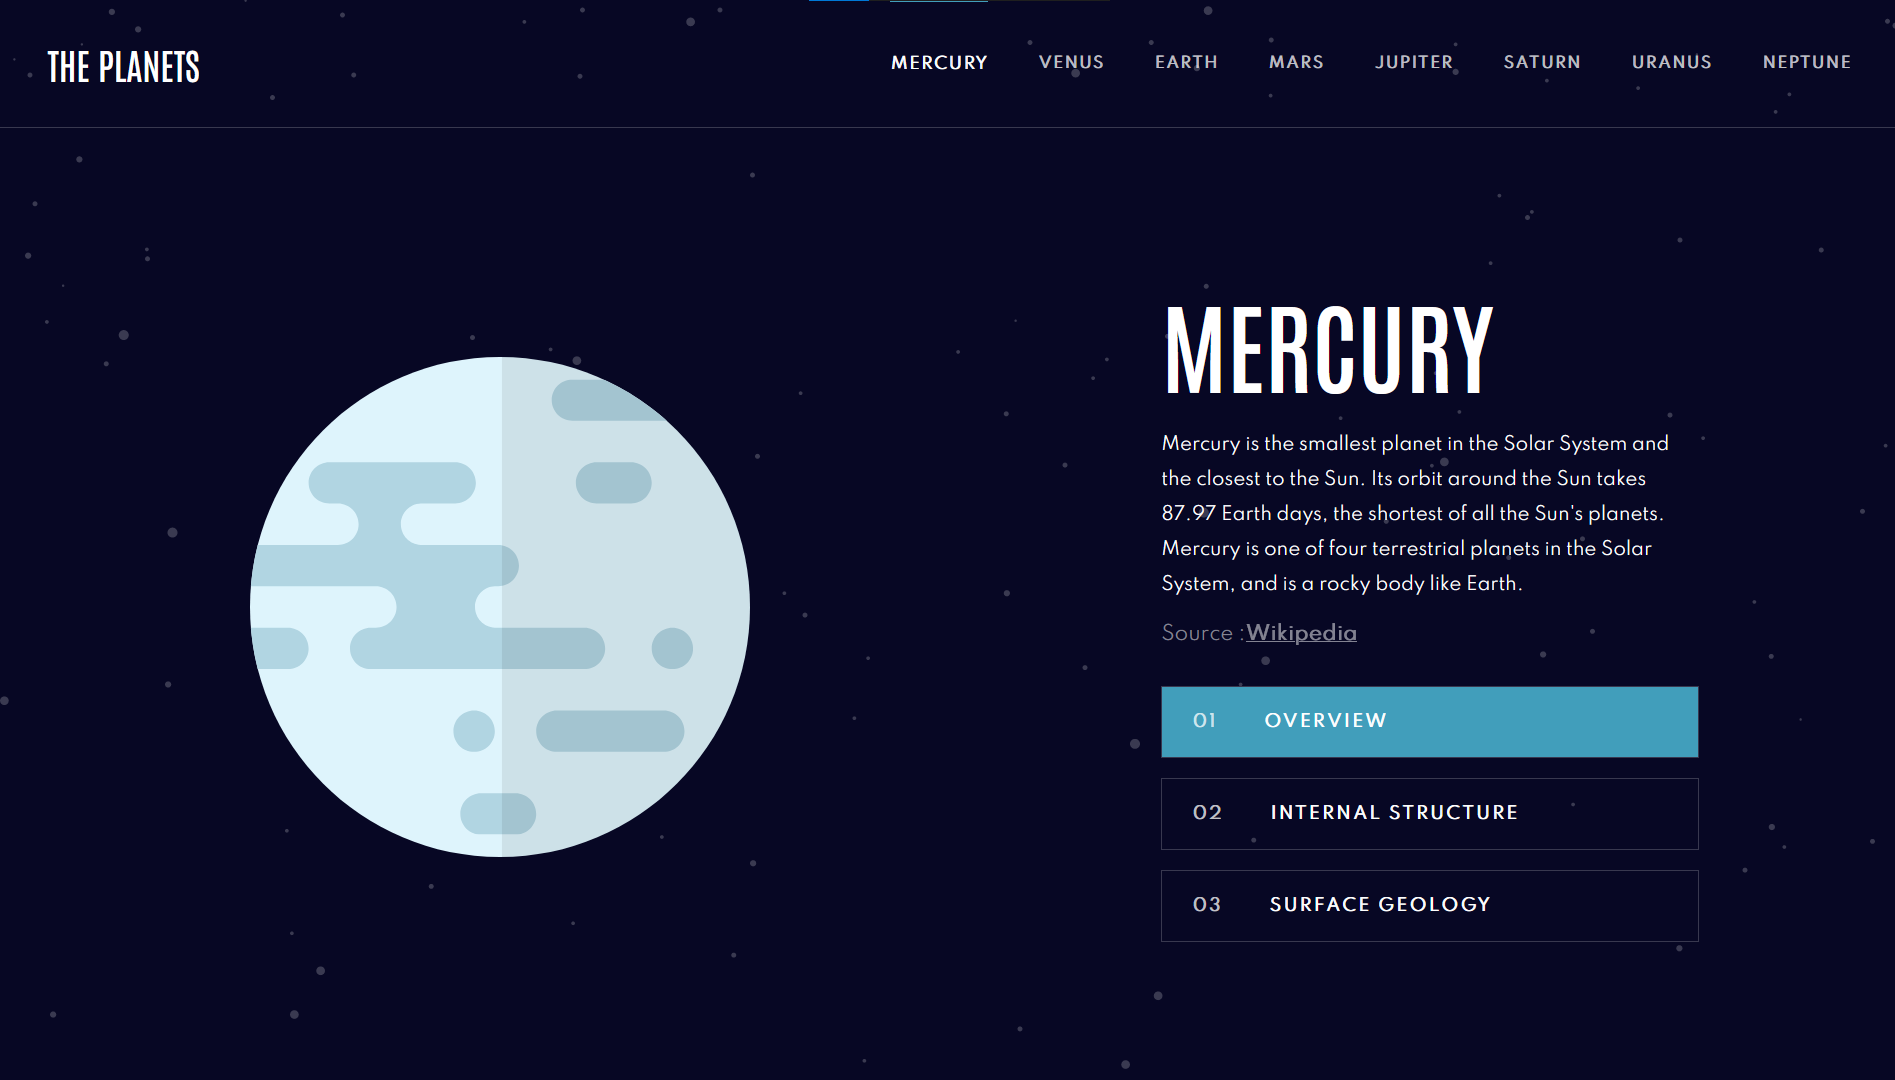 THE PLANETS
MERCURY VENUS EARTH MARS JUPITER SATURN URANUS NEPTUNE
MERCURY
Mercury is the smallest planet in the Solar System and
the closest to the Sun. Its orbit around the Sun takes
87.97 Earth days, the shortest of all the Sun's planets.
Mercury is one of four terrestrial planets in the Solar
System, and is a rocky body like Earth.
Source :Wikipedia
01 OVERVIEW
02 INTERNAL STRUCTURE
03 SURFACE GEOLOGY